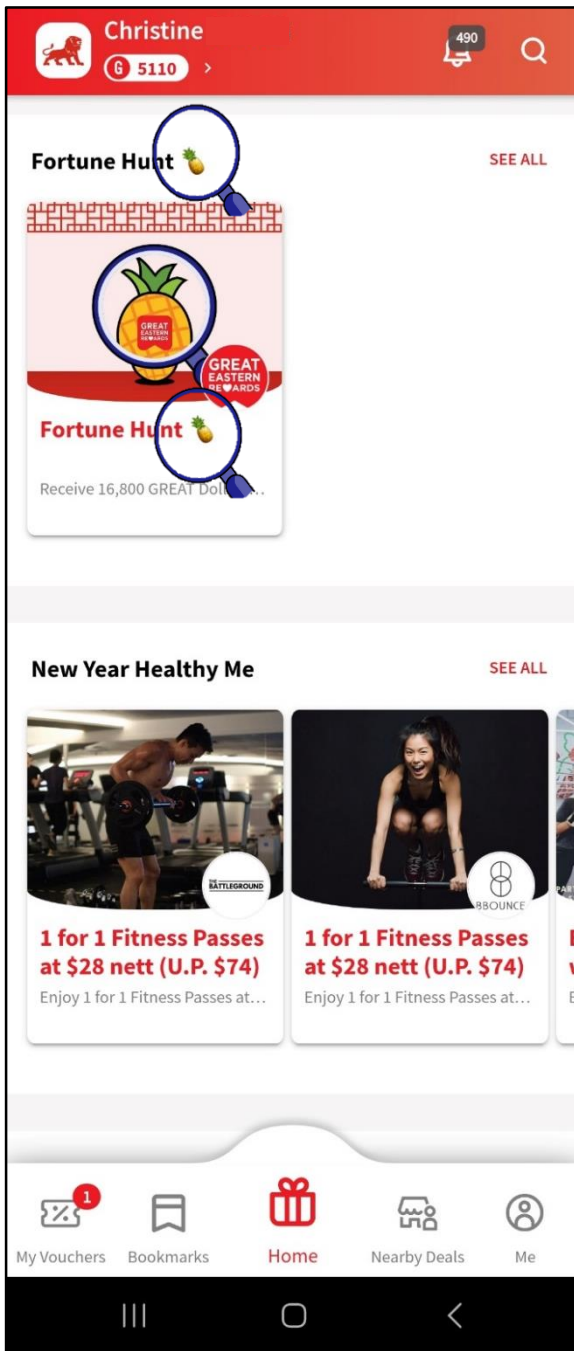 Christine
G 5110 >
490
Fortune Hunt 🍍
SEE ALL
GREAT
EASTERN
REWARDS
GREAT
EASTERN
REWARDS
Fortune Hunt 🍍
Receive 16,800 GREAT
New Year Healthy Me
SEE ALL
THE
BATTLEGROUND
BBOUNCE
1 for 1 Fitness Passes
at $28 nett (U.P. $74)
Enjoy 1 for 1 Fitness Passes at...
1 for 1 Fitness Passes
at $28 nett (U.P. $74)
Enjoy 1 for 1 Fitness Passes at...
1
My Vouchers
Bookmarks
Home
Nearby Deals
Me